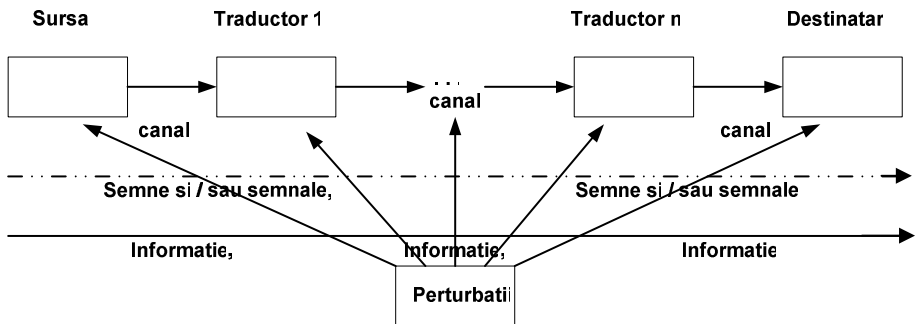 Sursa Traductor 1 Traductor n Destinatar
...
canal
canal canal
Semne si / sau semnale, Semne si / sau semnale
Informatie, Informatie, Informatie
Perturbatii